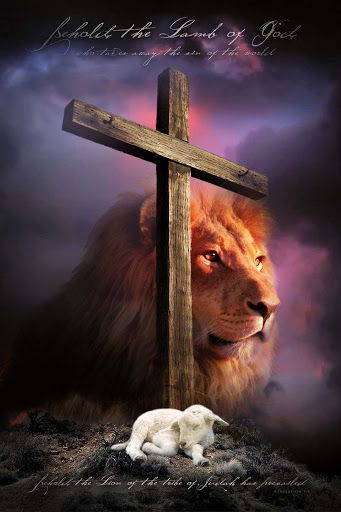 Behold, the Lamb of God,
who takes away the sin of the world
Behold, the Lion of the tribe of Judah has prevailed